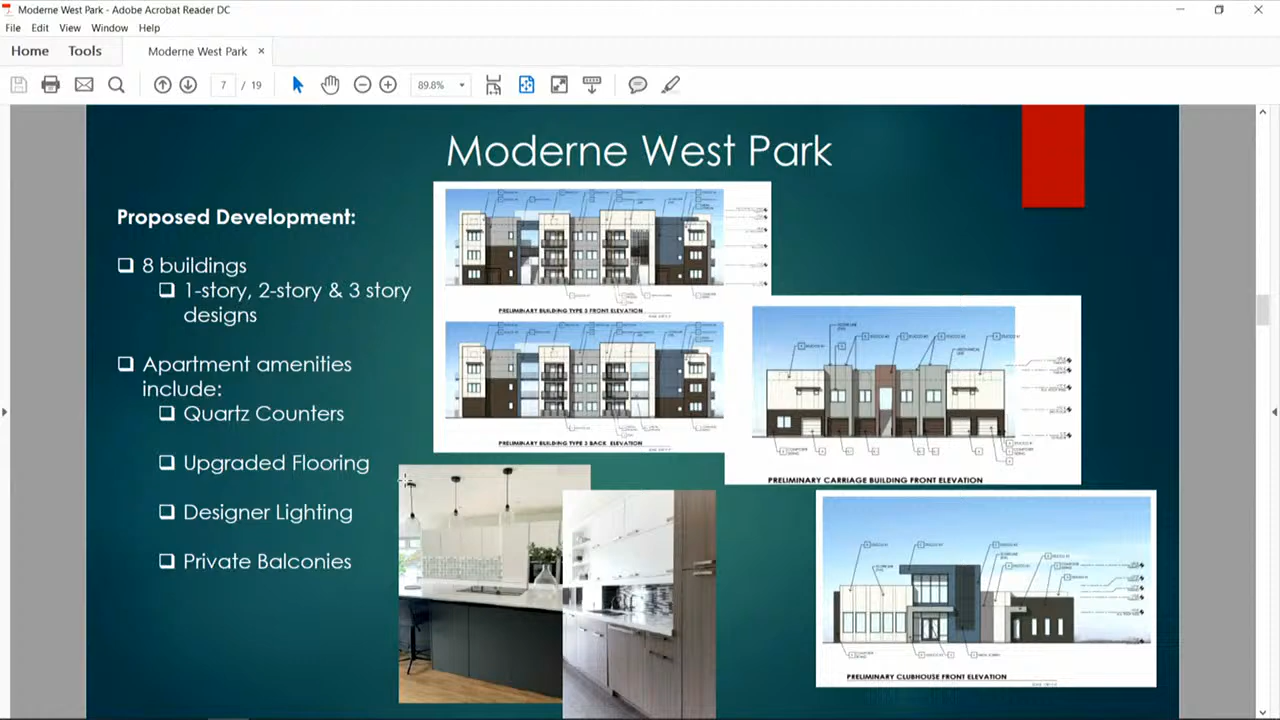 Moderne West Park - Adobe Acrobat Reader DC
File Edit View Window Help
Home Tools Moderne West Park ×
7 / 19 89.8%
Moderne West Park
Proposed Development:
8 buildings
1-story, 2-story & 3 story
designs
Apartment amenities
include:
Quartz Counters
Upgraded Flooring
Designer Lighting
Private Balconies
PRELIMINARY BUILDING TYPE 3 FRONT ELEVATION
PRELIMINARY BUILDING TYPE 3 BACK ELEVATION
PRELIMINARY CARRIAGE BUILDING FRONT ELEVATION
PRELIMINARY CLUBHOUSE FRONT ELEVATION